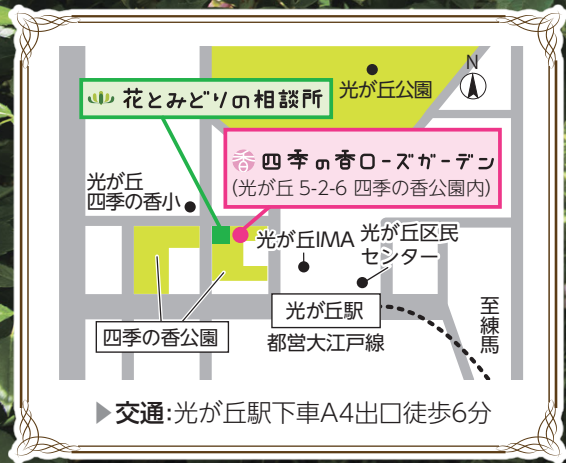 N
光が丘公園
花とみどりの相談所
香 四季の香ローズガーデン
(光が丘 5-2-6 四季の香公園内)
光が丘
四季の香小
光が丘IMA
光が丘区民
センター
光が丘駅
都営大江戸線
至練馬
四季の香公園
▶交通:光が丘駅下車A4出口徒歩6分